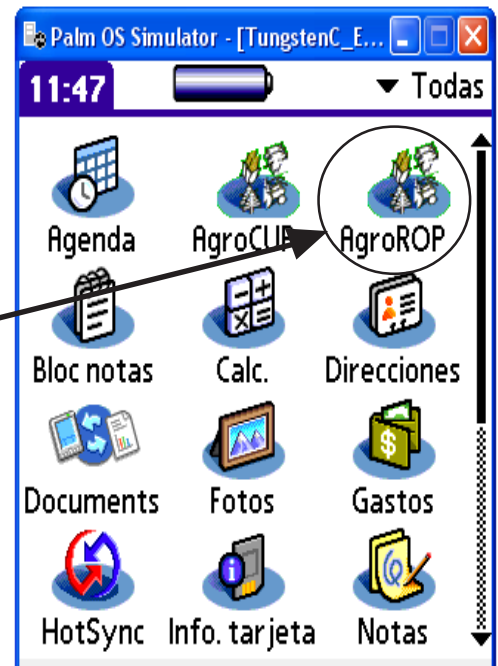 Palm OS Simulator - [TungstenC_E...
11:47 Todas
Agenda AgroCUE AgroROP
Bloc notas Calc. Direcciones
Documents Fotos Gastos
HotSync Info. tarjeta Notas